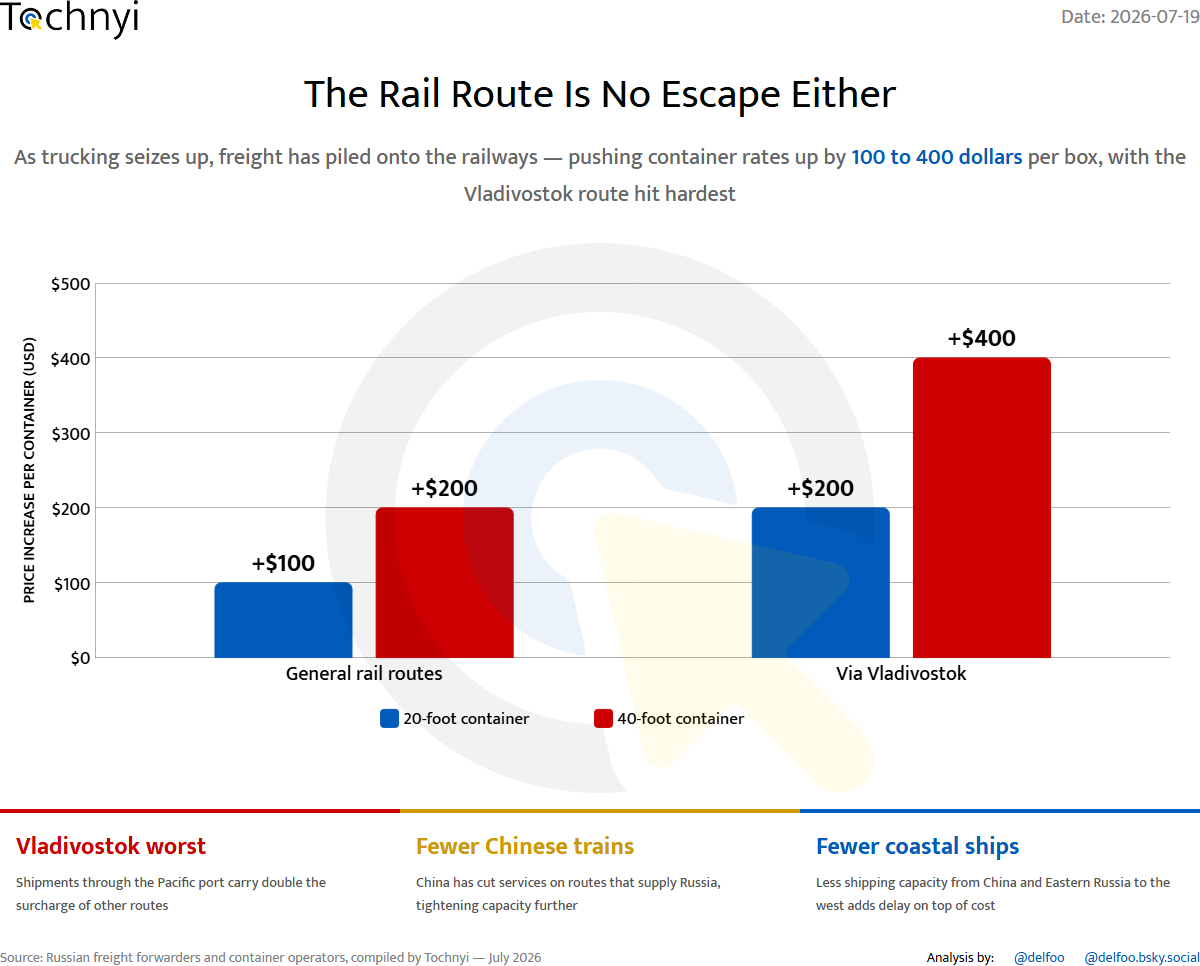 Tochnyi
Date: 2026-07-19
The Rail Route Is No Escape Either
As trucking seizes up, freight has piled onto the railways — pushing container rates up by 100 to 400 dollars per box, with the
Vladivostok route hit hardest
PRICE INCREASE PER CONTAINER (USD)
$500
$400
$300
$200
$100
$0
+$100
+$200
+$200
+$400
General rail routes
Via Vladivostok
20-foot container
40-foot container
Vladivostok worst
Shipments through the Pacific port carry double the
surcharge of other routes
Fewer Chinese trains
China has cut services on routes that supply Russia,
tightening capacity further
Fewer coastal ships
Less shipping capacity from China and Eastern Russia to the
west adds delay on top of cost
Source: Russian freight forwarders and container operators, compiled by Tochnyi — July 2026
Analysis by: @delfoo @delfoo.bsky.social